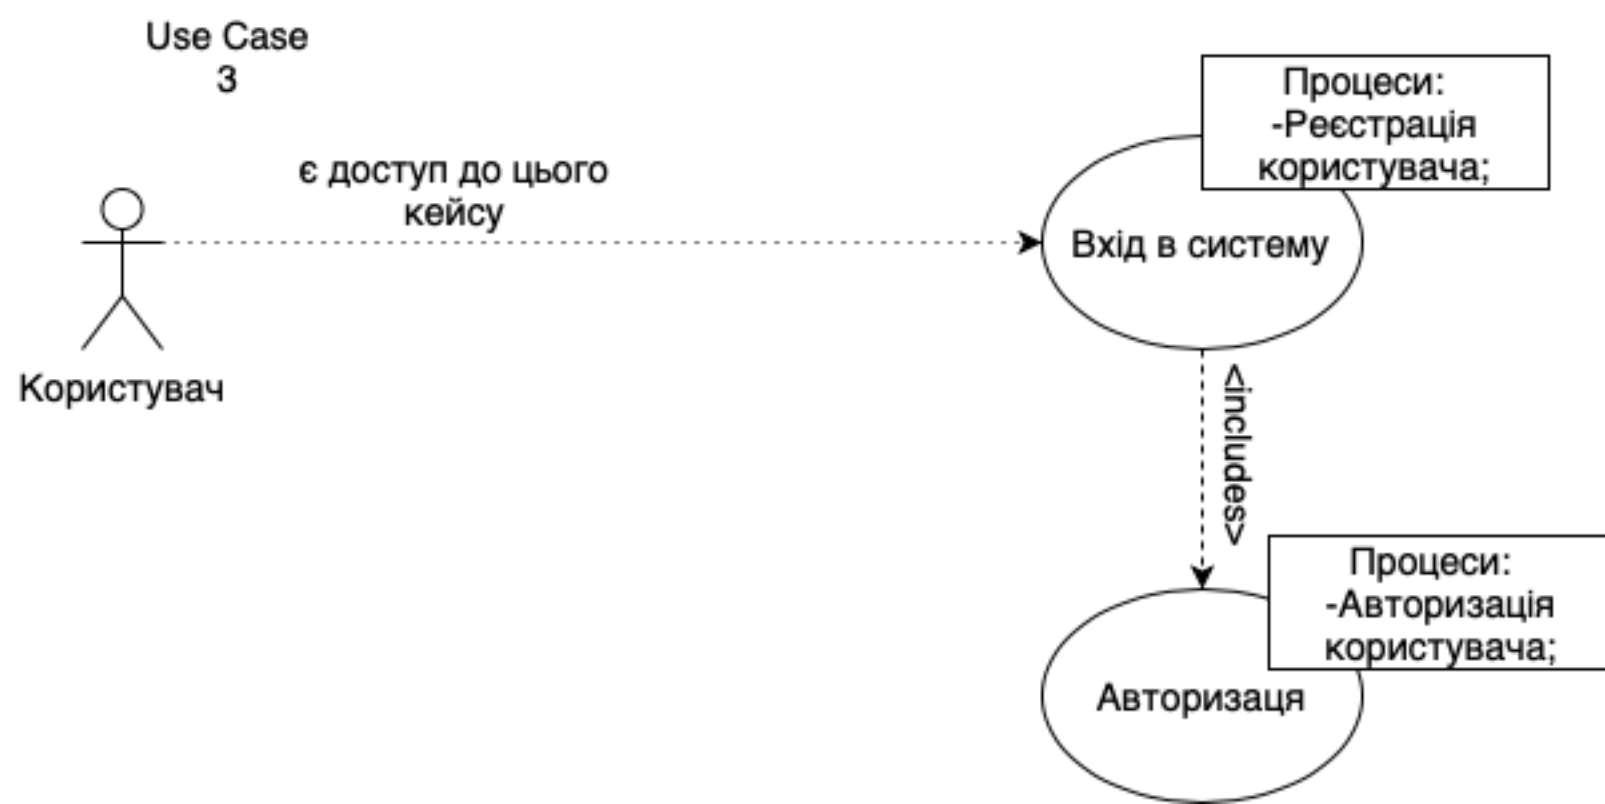 Use Case
3
Процеси:
-Реєстрація
користувача;
є доступ до цього
кейсу
Вхід в систему
Користувач
<includes>
Процеси:
-Авторизація
користувача;
Авторизаця